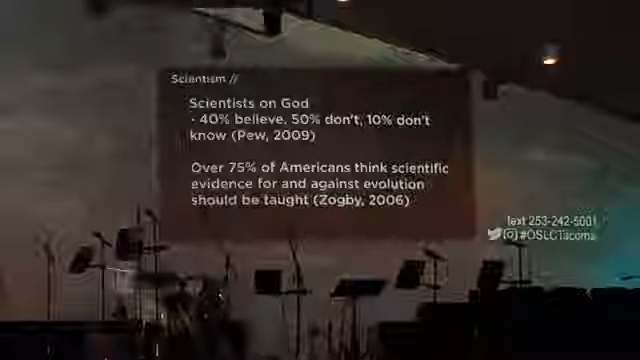 Scientism //
Scientists on God
· 40% believe, 50% don't, 10% don't
know (Pew, 2009)
Over 75% of Americans think scientific
evidence for and against evolution
should be taught (Zogby, 2006)
Text 253-242-5001
#OSLCTacoma